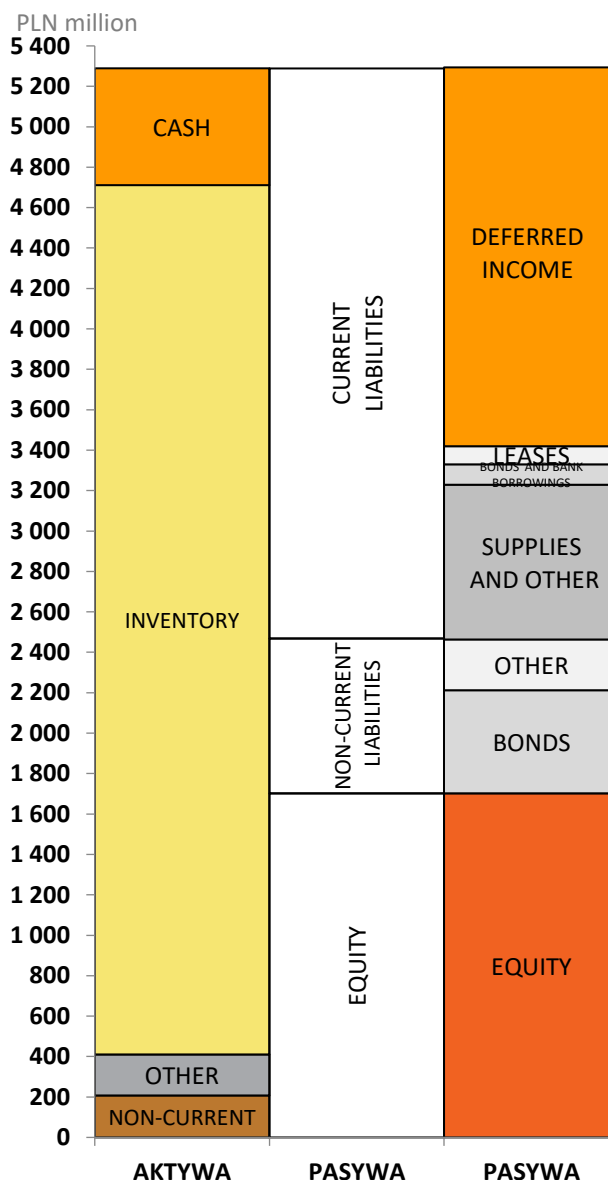 PLN million
5 400
5 200
5 000
4 800
4 600
4 400
4 200
4 000
3 800
3 600
3 400
3 200
3 000
2 800
2 600
2 400
2 200
2 000
1 800
1 600
1 400
1 200
1 000
800
600
400
200
0
CASH
INVENTORY
OTHER
NON-CURRENT
CURRENT
LIABILITIES
NON-CURRENT
LIABILITIES
EQUITY
DEFERRED
INCOME
LEASES
BONDS AND BANK
BORROWINGS
SUPPLIES
AND OTHER
OTHER
BONDS
EQUITY
AKTYWA
PASYWA
PASYWA